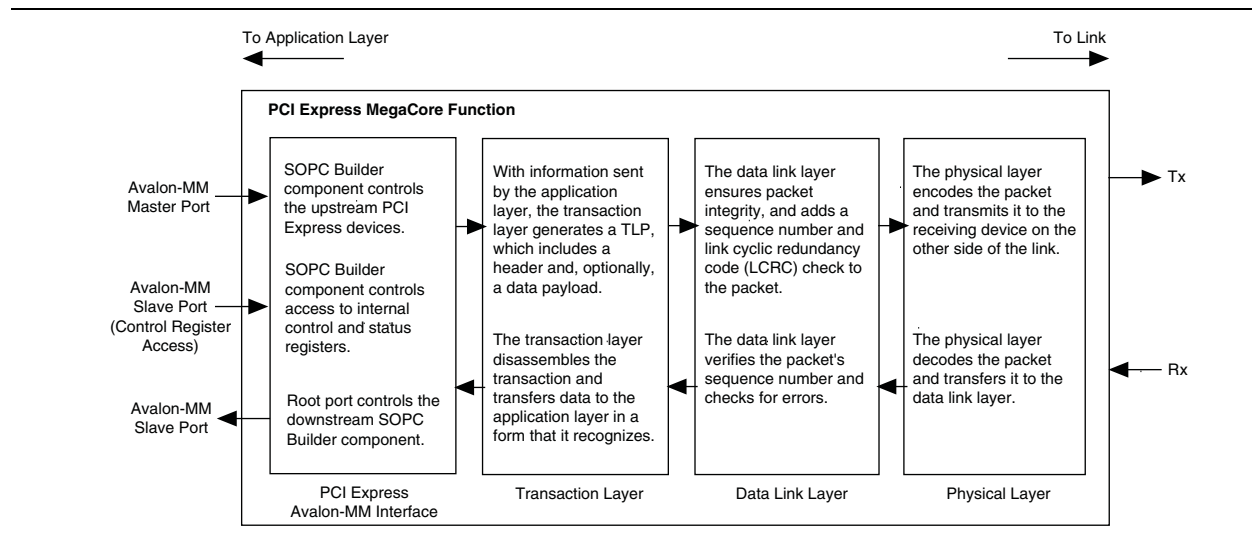 To Application Layer
To Link
PCI Express MegaCore Function
Avalon-MM
Master Port
Avalon-MM
Slave Port
(Control Register
Access)
Avalon-MM
Slave Port
SOPC Builder
component controls
the upstream PCI
Express devices.
SOPC Builder
component controls
access to internal
control and status
registers.
Root port controls the
downstream SOPC
Builder component.
PCI Express
Avalon-MM Interface
With information sent
by the application
layer, the transaction
layer generates a TLP,
which includes a
header and, optionally,
a data payload.
The transaction layer
disassembles the
transaction and
transfers data to the
application layer in a
form that it recognizes.
Transaction Layer
The data link layer
ensures packet
integrity, and adds a
sequence number and
link cyclic redundancy
code (LCRC) check to
the packet.
The data link layer
verifies the packet's
sequence number and
checks for errors.
Data Link Layer
The physical layer
encodes the packet
and transmits it to the
receiving device on the
other side of the link.
The physical layer
decodes the packet
and transfers it to the
data link layer.
Physical Layer
Tx
Rx